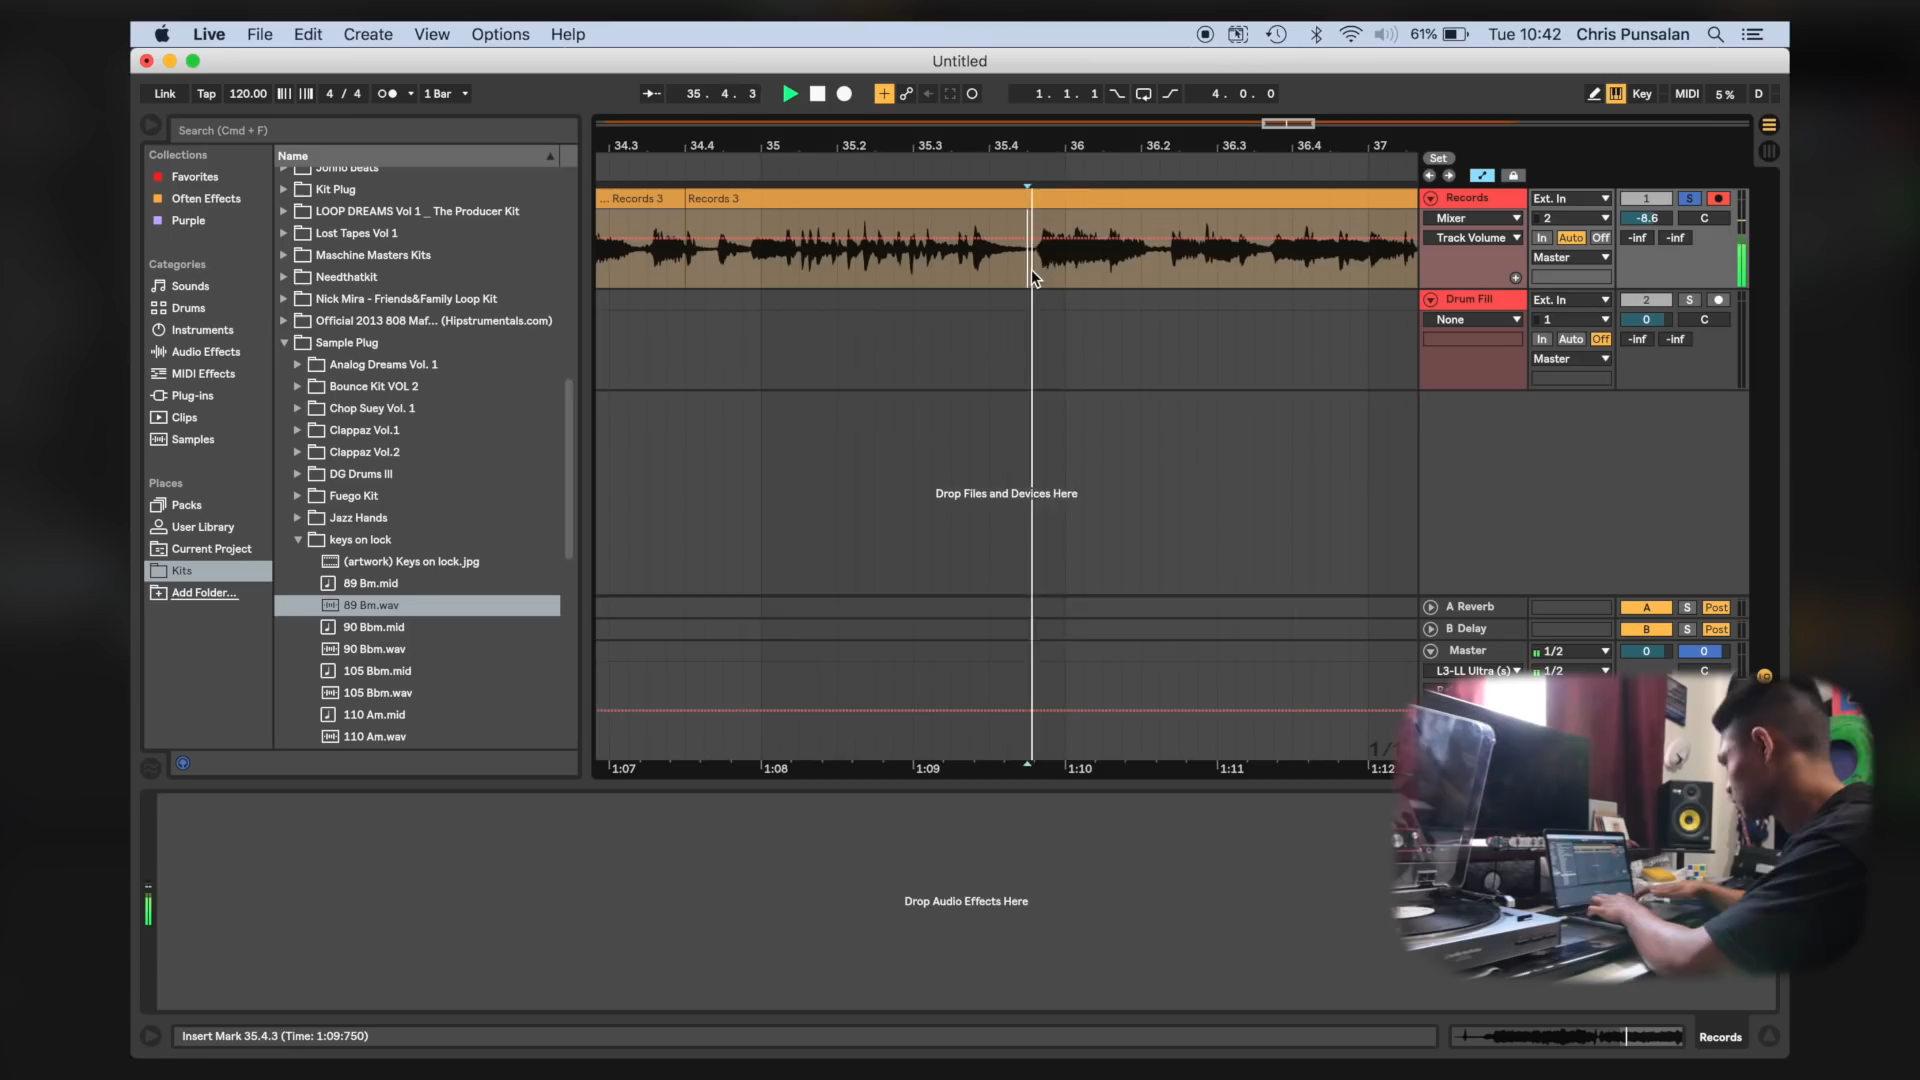 Live File Edit Create View Options Help 61% Tue 10:42 Chris Punsalan
Untitled
Link Tap 120.00 4 / 4 1 Bar 35. 4. 3 1. 1. 1 4. 0. 0 Key MIDI 5 % D
Search (Cmd + F)
Collections
Favorites
Often Effects
Purple
Categories
Sounds
Drums
Instruments
Audio Effects
MIDI Effects
Plug-ins
Clips
Samples
Places
Packs
User Library
Current Project
Kits
Add Folder...
Name
Johno beats
Kit Plug
LOOP DREAMS Vol 1 _ The Producer Kit
Lost Tapes Vol 1
Maschine Masters Kits
Needthatkit
Nick Mira - Friends&Family Loop Kit
Official 2013 808 Maf... (Hipstrumentals.com)
Sample Plug
Analog Dreams Vol. 1
Bounce Kit VOL 2
Chop Suey Vol. 1
Clappaz Vol.1
Clappaz Vol.2
DG Drums III
Fuego Kit
Jazz Hands
keys on lock
(artwork) Keys on lock.jpg
89 Bm.mid
89 Bm.wav
90 Bbm.mid
90 Bbm.wav
105 Bbm.mid
105 Bbm.wav
110 Am.mid
110 Am.wav
34.3 34.4 35 35.2 35.3 35.4 36 36.2 36.3 36.4 37
... Records 3 Records 3
Drop Files and Devices Here
1:07 1:08 1:09 1:10 1:11 1:12
Set
Records Ext. In 1 S
Mixer 2 -8.6 C
Track Volume In Auto Off -inf -inf
Master
Drum Fill Ext. In 2 S
None 1 0 C
In Auto Off -inf -inf
Master
A Reverb A S Post
B Delay B S Post
Master 1/2 0 0
L3-LL Ultra (s) 1/2 C
Drop Audio Effects Here
Insert Mark 35.4.3 (Time: 1:09:750)
Records